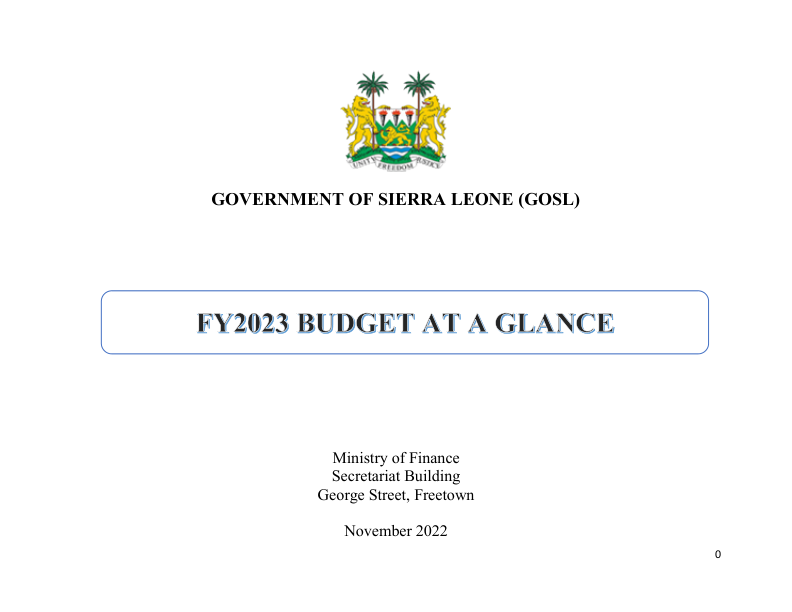 UNITY FREEDOM JUSTICE
GOVERNMENT OF SIERRA LEONE (GOSL)
FY2023 BUDGET AT A GLANCE
Ministry of Finance
Secretariat Building
George Street, Freetown
November 2022
0